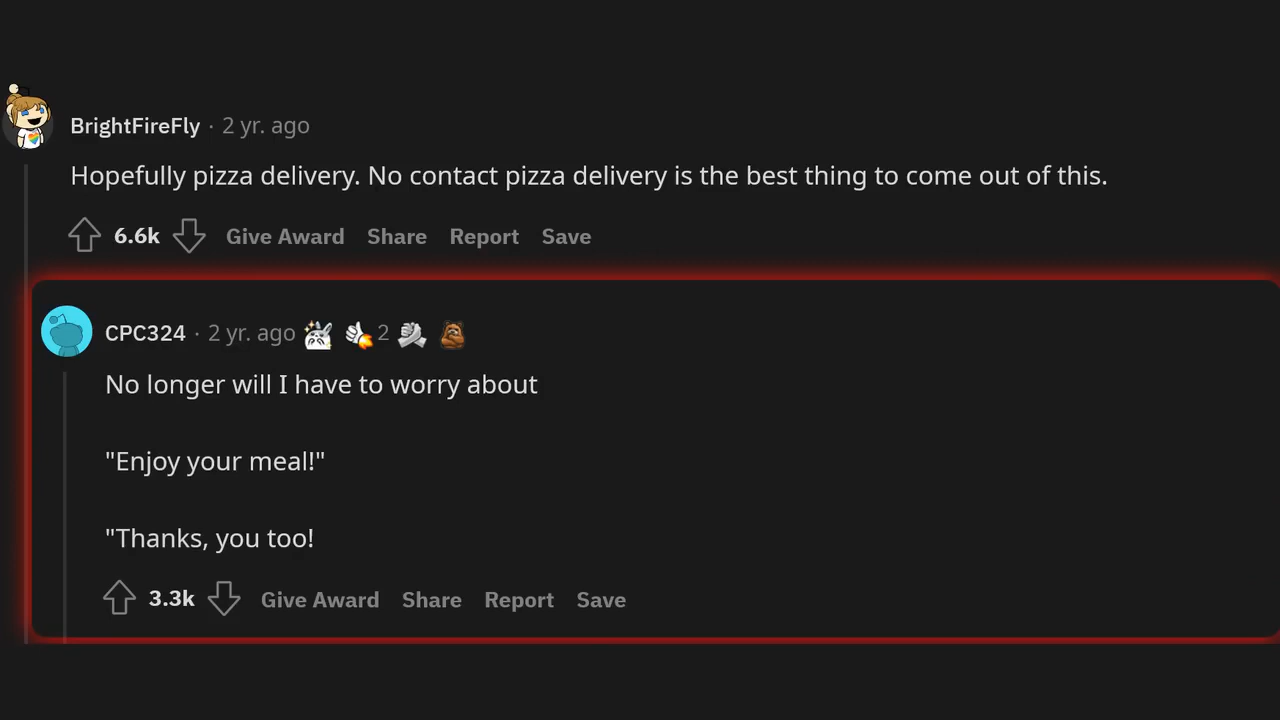 BrightFireFly · 2 yr. ago
Hopefully pizza delivery. No contact pizza delivery is the best thing to come out of this.
6.6k Give Award Share Report Save
CPC324 · 2 yr. ago 2
No longer will I have to worry about
"Enjoy your meal!"
"Thanks, you too!
3.3k Give Award Share Report Save